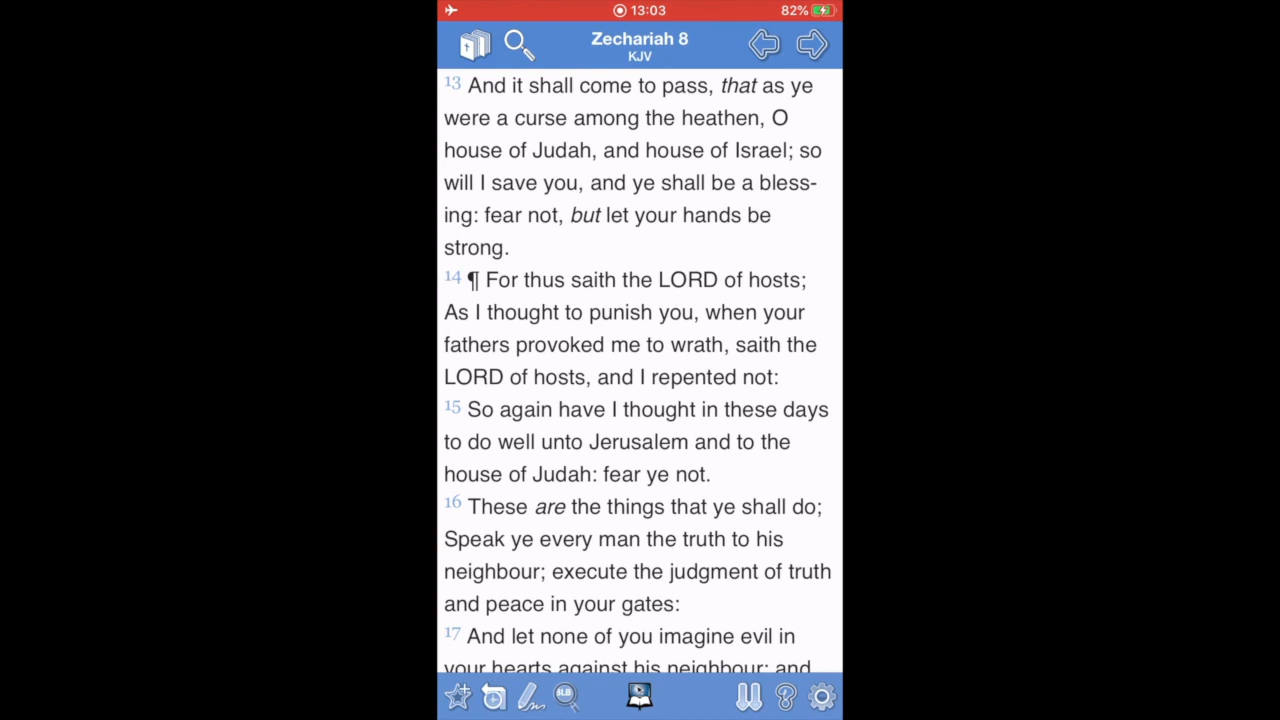 13:03
82%
Zechariah 8
KJV
13 And it shall come to pass, that as ye
were a curse among the heathen, O
house of Judah, and house of Israel; so
will I save you, and ye shall be a bless-
ing: fear not, but let your hands be
strong.
14 ¶ For thus saith the LORD of hosts;
As I thought to punish you, when your
fathers provoked me to wrath, saith the
LORD of hosts, and I repented not:
15 So again have I thought in these days
to do well unto Jerusalem and to the
house of Judah: fear ye not.
16 These are the things that ye shall do;
Speak ye every man the truth to his
neighbour; execute the judgment of truth
and peace in your gates:
17 And let none of you imagine evil in
your hearts against his neighbour; and
BLB